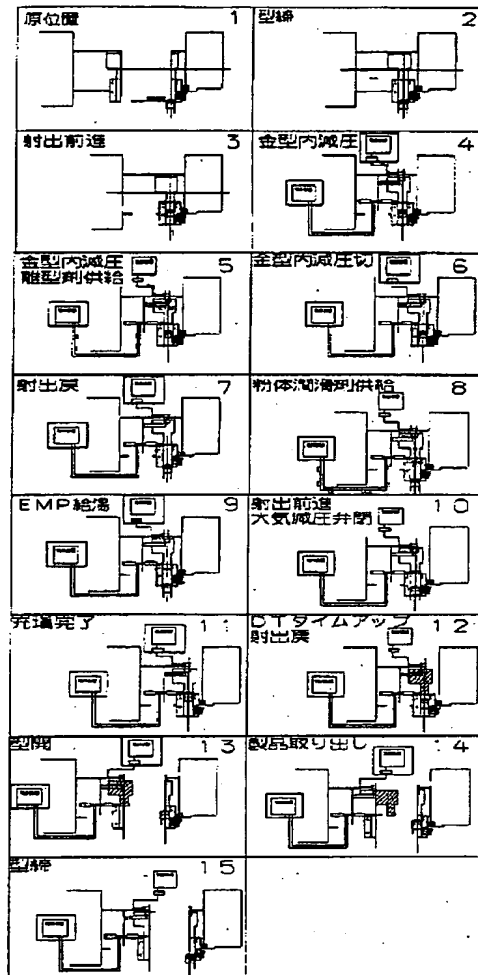 原位置 1
型締 2
射出前進 3
金型内減圧 4
金型内減圧
離型剤供給 5
金型内減圧切 6
射出戻 7
粉体潤滑剤供給 8
EMP給湯 9
射出前進 10
大気減圧弁閉
充填完了 11
DTタイムアップ 12
射出戻
型開 13
製品取り出し 14
型締 15